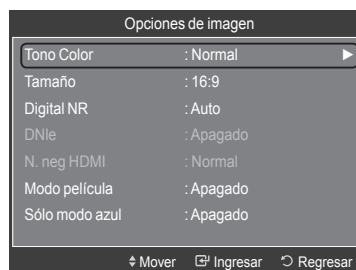 Opciones de imagen
Tono Color : Normal ►
Tamaño : 16:9
Digital NR : Auto
DNIe : Apagado
N. neg HDMI : Normal
Modo película : Apagado
Sólo modo azul : Apagado
Mover Ingresar Regresar